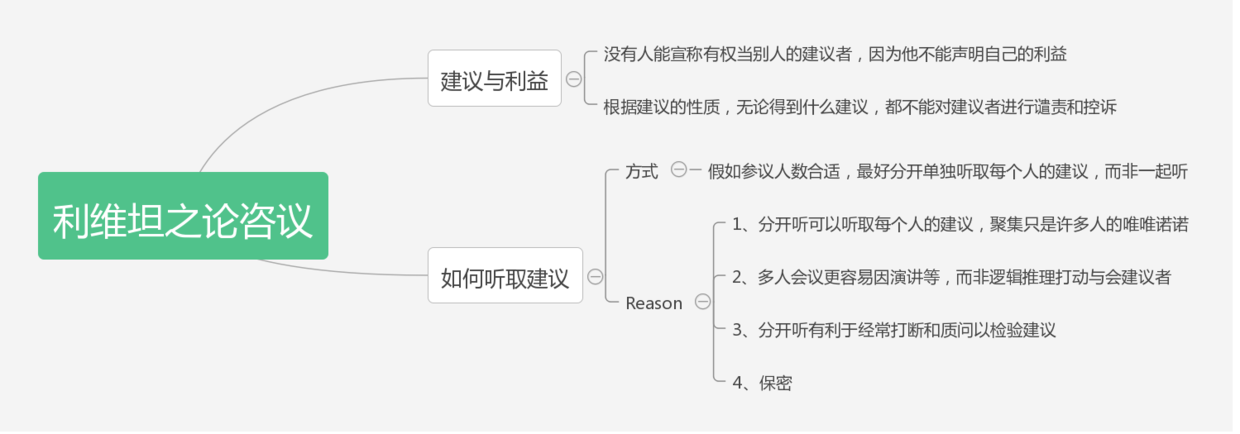 利维坦之论咨议
建议与利益
没有人能宣称有权当别人的建议者，因为他不能声明自己的利益
根据建议的性质，无论得到什么建议，都不能对建议者进行谴责和控诉
如何听取建议
方式
假如参议人数合适，最好分开单独听取每个人的建议，而非一起听
Reason
1、分开听可以听取每个人的建议，聚集只是许多人的唯唯诺诺
2、多人会议更容易因演讲等，而非逻辑推理打动与会建议者
3、分开听有利于经常打断和质问以检验建议
4、保密